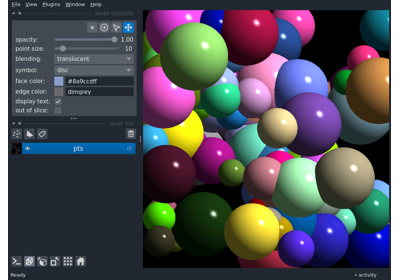 File View Plugins Window Help
layer controls
opacity: 1.00
point size: 10
blending: translucent
symbol: disc
face color: #8a9ccdff
edge color: dimgrey
display text: ✓
out of slice:
layer list
pts
Ready
activity